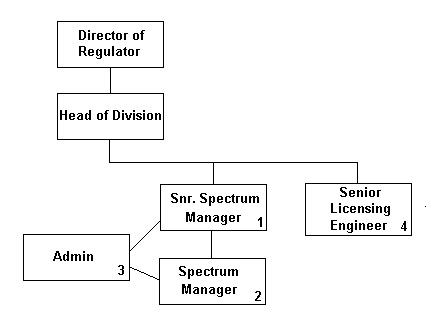 Director of
Regulator
Head of Division
Snr. Spectrum
Manager 1
Senior
Licensing
Engineer 4
Admin
3
Spectrum
Manager
2